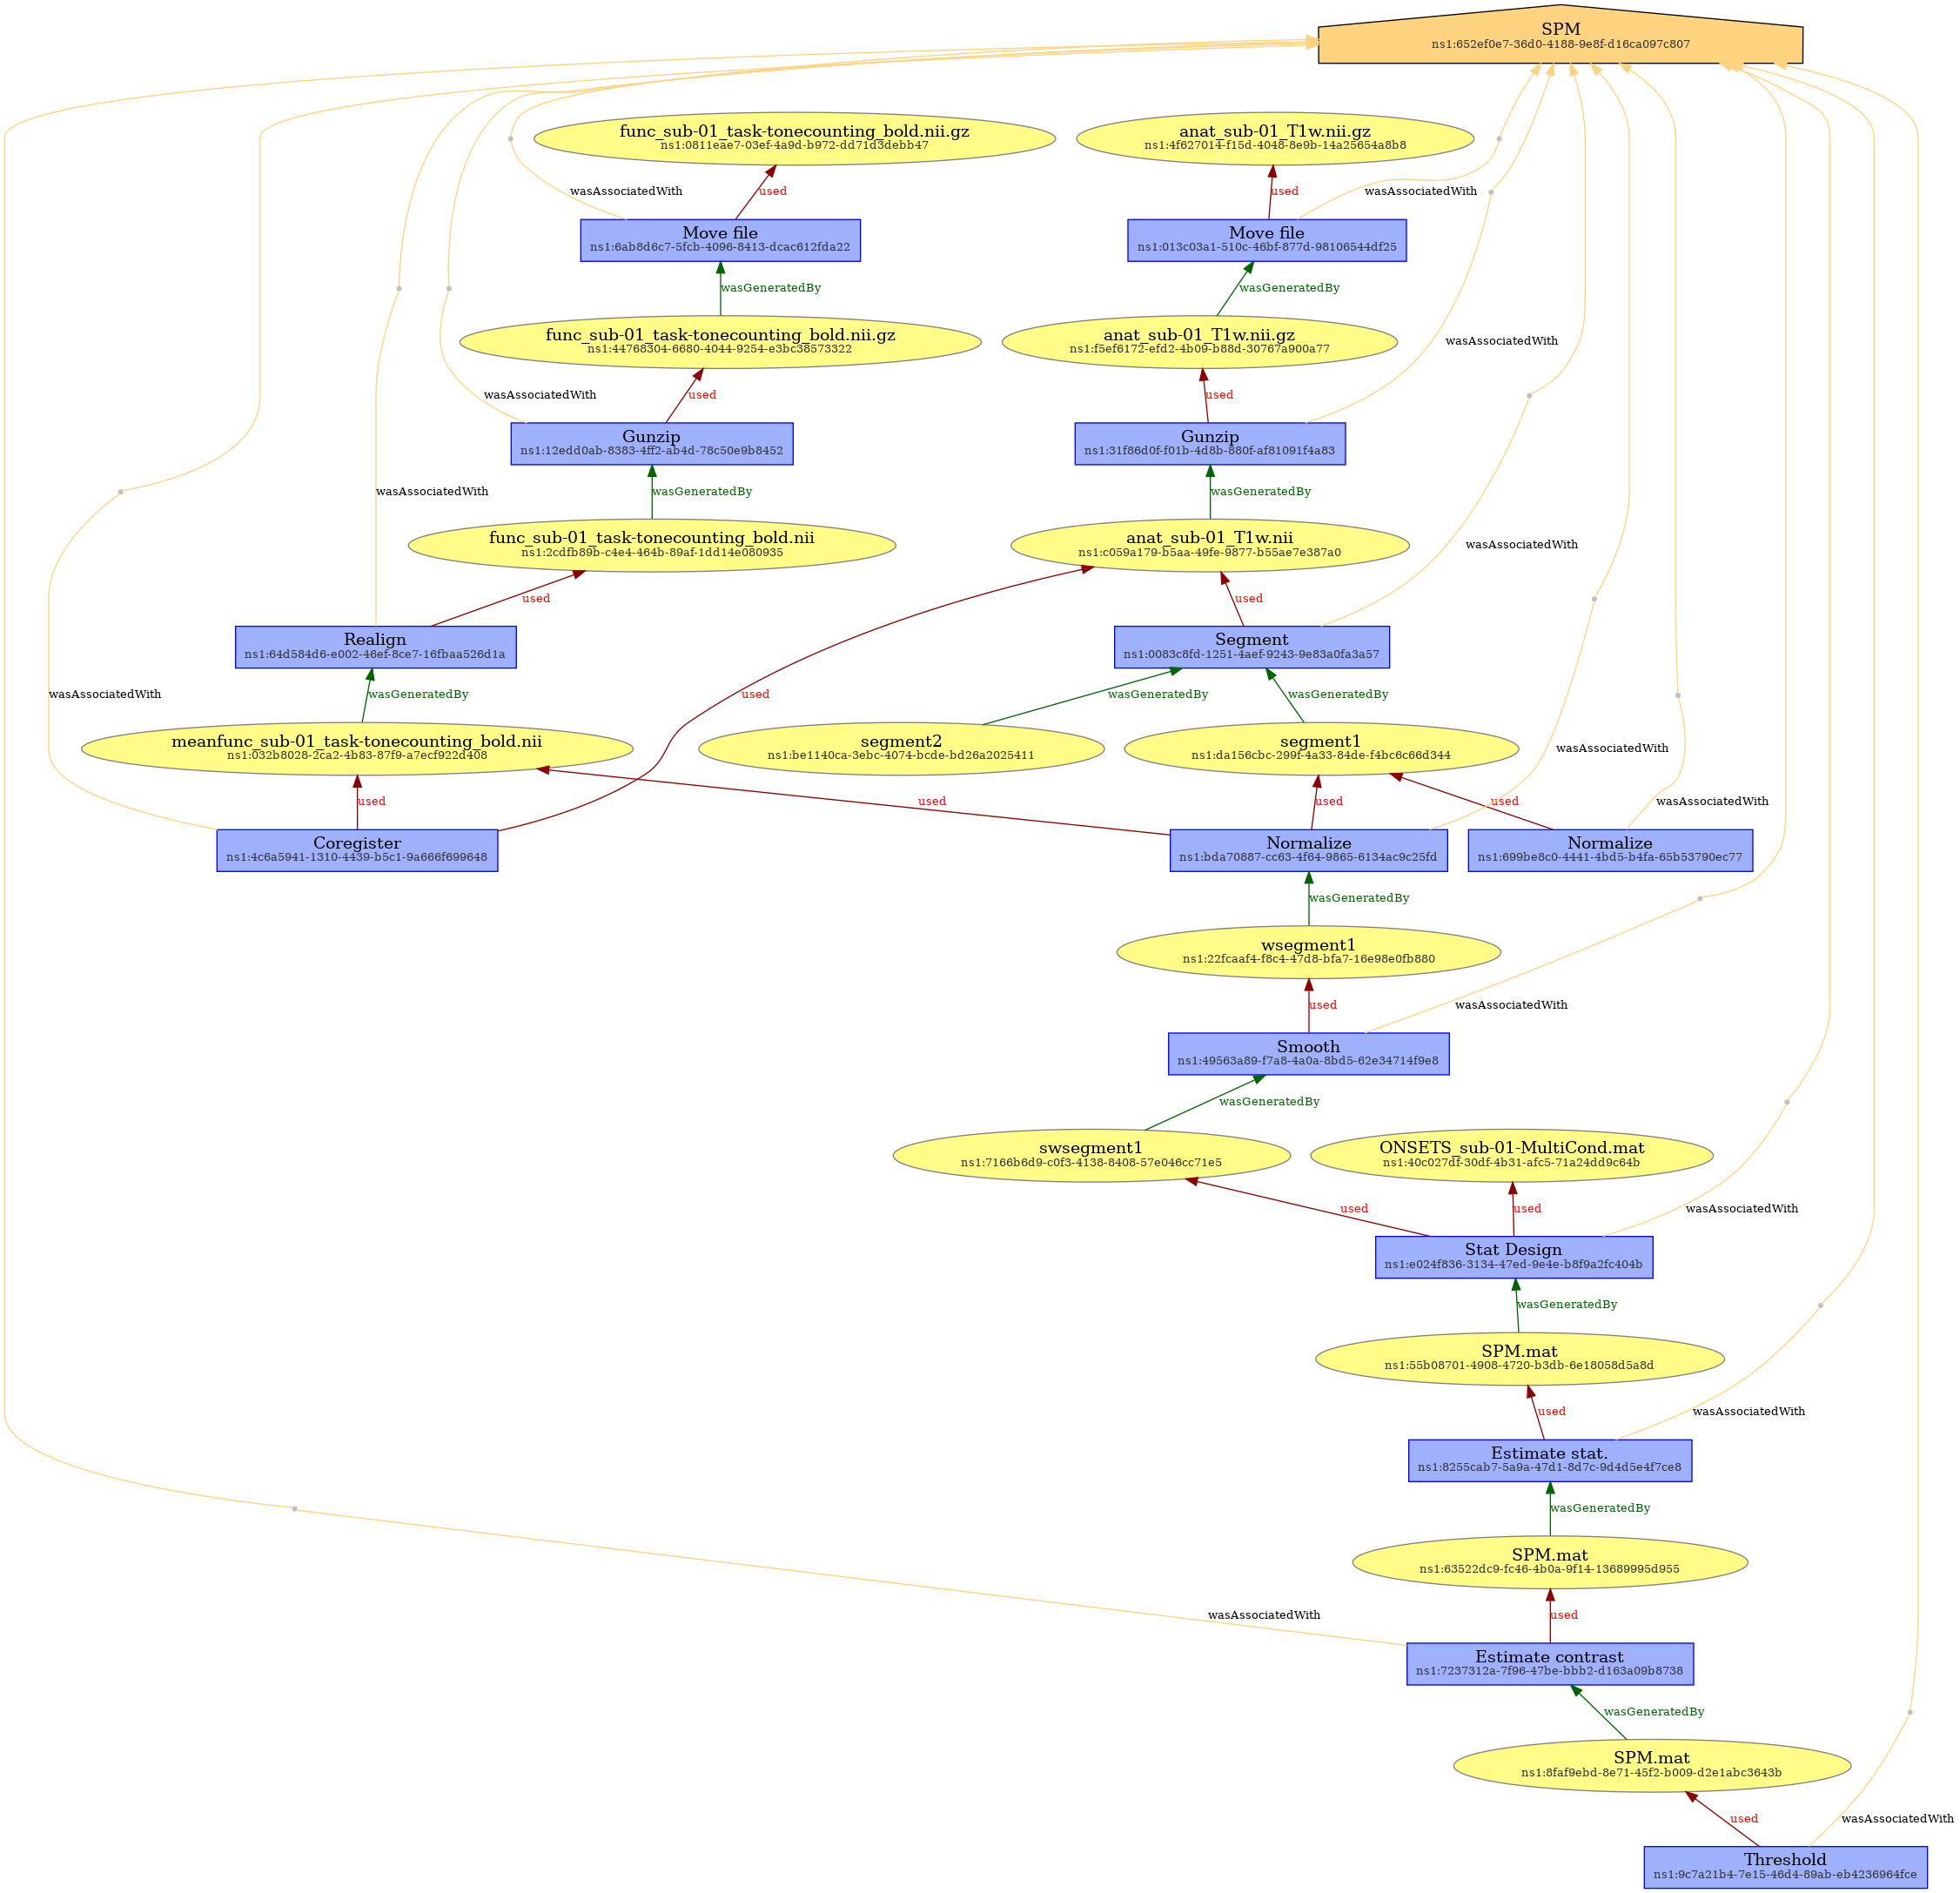 SPM
ns1:652ef0e7-36d0-4188-9e8f-d16ca097c807
func_sub-01_task-tonecounting_bold.nii.gz
ns1:0811eae7-03ef-4a9d-b972-dd71d3debb47
anat_sub-01_T1w.nii.gz
ns1:4f627014-f15d-4048-8e9b-14a25654a8b8
wasAssociatedWith
used
used
wasAssociatedWith
Move file
ns1:6ab8d6c7-5fcb-4096-8413-dcac612fda22
Move file
ns1:013c03a1-510c-46bf-877d-98106544df25
wasGeneratedBy
wasGeneratedBy
func_sub-01_task-tonecounting_bold.nii.gz
ns1:44768304-6680-4044-9254-e3bc38573322
anat_sub-01_T1w.nii.gz
ns1:f5ef6172-efd2-4b09-b88d-30767a900a77
wasAssociatedWith
wasAssociatedWith
used
used
Gunzip
ns1:12edd0ab-8383-4ff2-ab4d-78c50e9b8452
Gunzip
ns1:31f86d0f-f01b-4d8b-880f-af81091f4a83
wasAssociatedWith
wasGeneratedBy
wasGeneratedBy
func_sub-01_task-tonecounting_bold.nii
ns1:2cdfb89b-c4e4-464b-89af-1dd14e080935
anat_sub-01_T1w.nii
ns1:c059a179-b5aa-49fe-9877-b55ae7e387a0
wasAssociatedWith
used
used
Realign
ns1:64d584d6-e002-46ef-8ce7-16fbaa526d1a
Segment
ns1:0083c8fd-1251-4aef-9243-9e83a0fa3a57
wasAssociatedWith
wasGeneratedBy
used
wasGeneratedBy
wasGeneratedBy
meanfunc_sub-01_task-tonecounting_bold.nii
ns1:032b8028-2ca2-4b83-87f9-a7ecf922d408
segment2
ns1:be1140ca-3ebc-4074-bcde-bd26a2025411
segment1
ns1:da156cbc-299f-4a33-84de-f4bc6c66d344
wasAssociatedWith
used
used
used
used
wasAssociatedWith
Coregister
ns1:4c6a5941-1310-4439-b5c1-9a666f699648
Normalize
ns1:bda70887-cc63-4f64-9865-6134ac9c25fd
Normalize
ns1:699be8c0-4441-4bd5-b4fa-65b53790ec77
wasGeneratedBy
wsegment1
ns1:22fcaaf4-f8c4-47d8-bfa7-16e98e0fb880
used
wasAssociatedWith
Smooth
ns1:49563a89-f7a8-4a0a-8bd5-62e34714f9e8
wasGeneratedBy
swsegment1
ns1:7166b6d9-c0f3-4138-8408-57e046cc71e5
ONSETS_sub-01-MultiCond.mat
ns1:40c027df-30df-4b31-afc5-71a24dd9c64b
used
used
wasAssociatedWith
Stat Design
ns1:e024f836-3134-47ed-9e4e-b8f9a2fc404b
wasGeneratedBy
SPM.mat
ns1:55b08701-4908-4720-b3db-6e18058d5a8d
used
wasAssociatedWith
Estimate stat.
ns1:8255cab7-5a9a-47d1-8d7c-9d4d5e4f7ce8
wasGeneratedBy
SPM.mat
ns1:63522dc9-fc46-4b0a-9f14-13689995d955
wasAssociatedWith
used
Estimate contrast
ns1:7237312a-7f96-47be-bbb2-d163a09b8738
wasGeneratedBy
SPM.mat
ns1:8faf9ebd-8e71-45f2-b009-d2e1abc3643b
used
wasAssociatedWith
Threshold
ns1:9c7a21b4-7e15-46d4-89ab-eb4236964fce